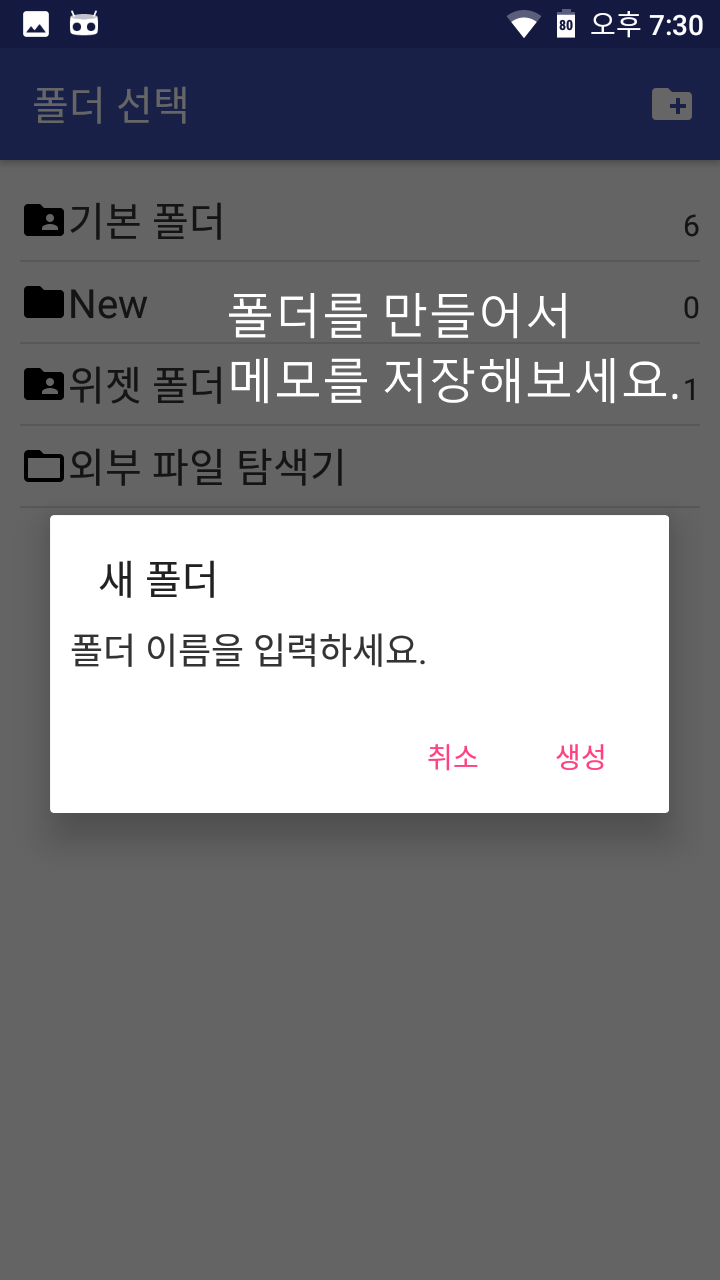 80 오후 7:30
폴더 선택
기본 폴더 6
New 0
폴더를 만들어서
위젯 폴더 1
메모를 저장해보세요.
외부 파일 탐색기
새 폴더
폴더 이름을 입력하세요.
취소 생성